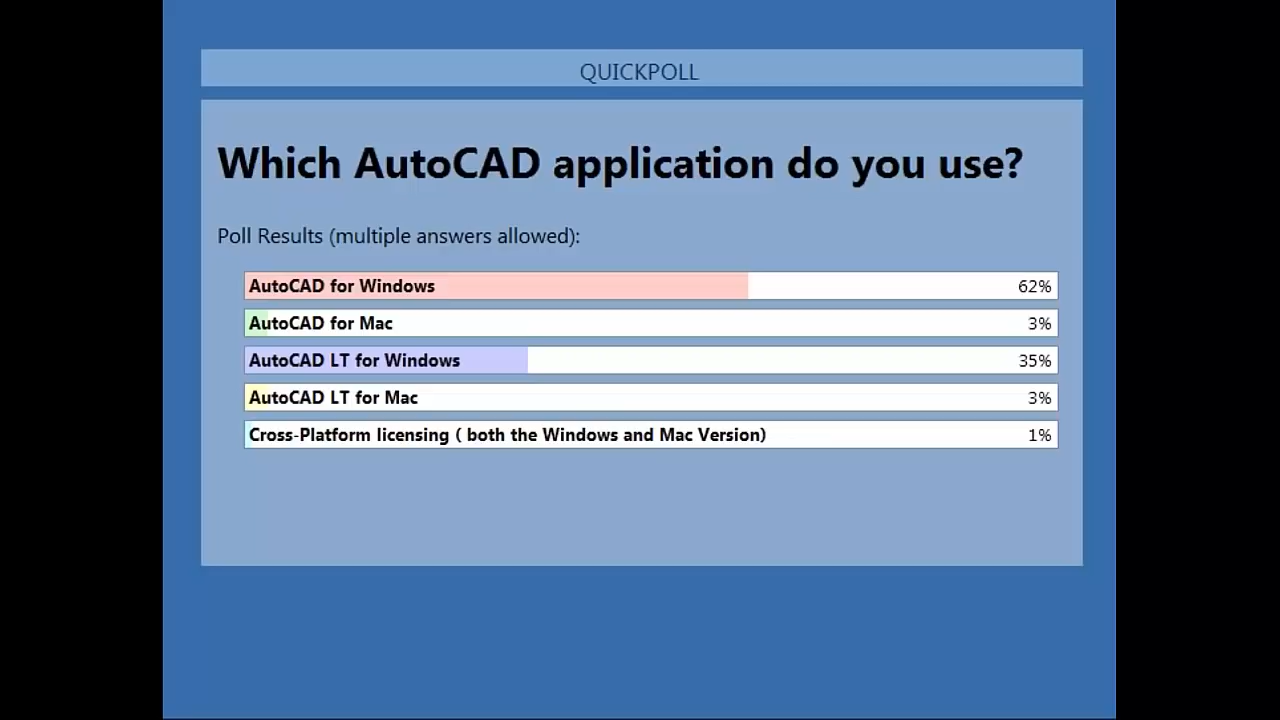 QUICKPOLL
Which AutoCAD application do you use?
Poll Results (multiple answers allowed):
AutoCAD for Windows 62%
AutoCAD for Mac 3%
AutoCAD LT for Windows 35%
AutoCAD LT for Mac 3%
Cross-Platform licensing ( both the Windows and Mac Version) 1%